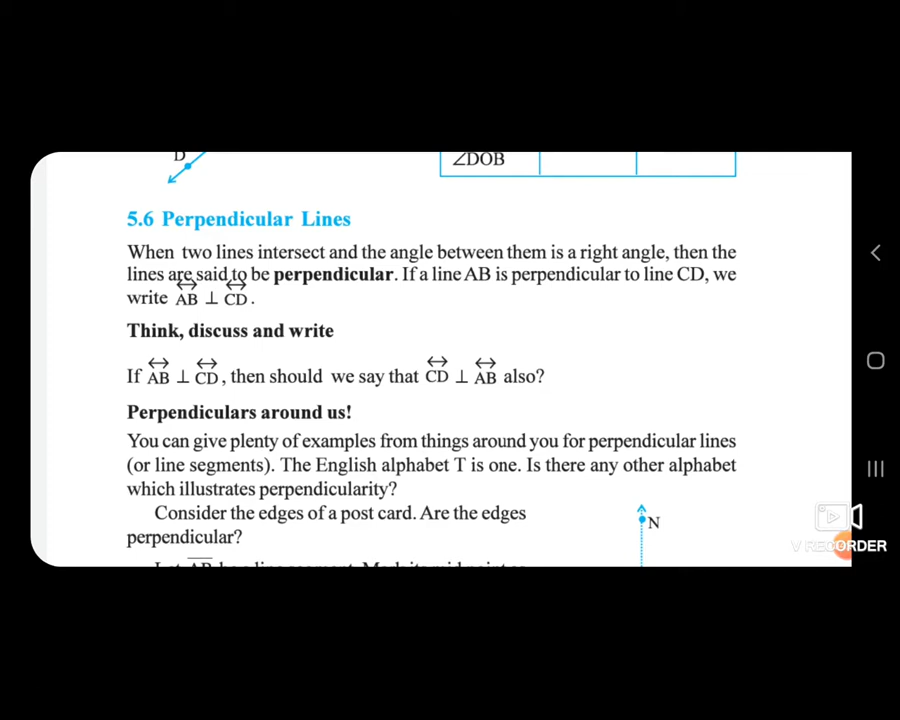 D
∠DOB
5.6 Perpendicular Lines
When two lines intersect and the angle between them is a right angle, then the
lines are said to be perpendicular. If a line AB is perpendicular to line CD, we
write AB ⊥ CD.
Think, discuss and write
If AB ⊥ CD, then should we say that CD ⊥ AB also?
Perpendiculars around us!
You can give plenty of examples from things around you for perpendicular lines
(or line segments). The English alphabet T is one. Is there any other alphabet
which illustrates perpendicularity?
Consider the edges of a post card. Are the edges
perpendicular?
N
V RECORDER